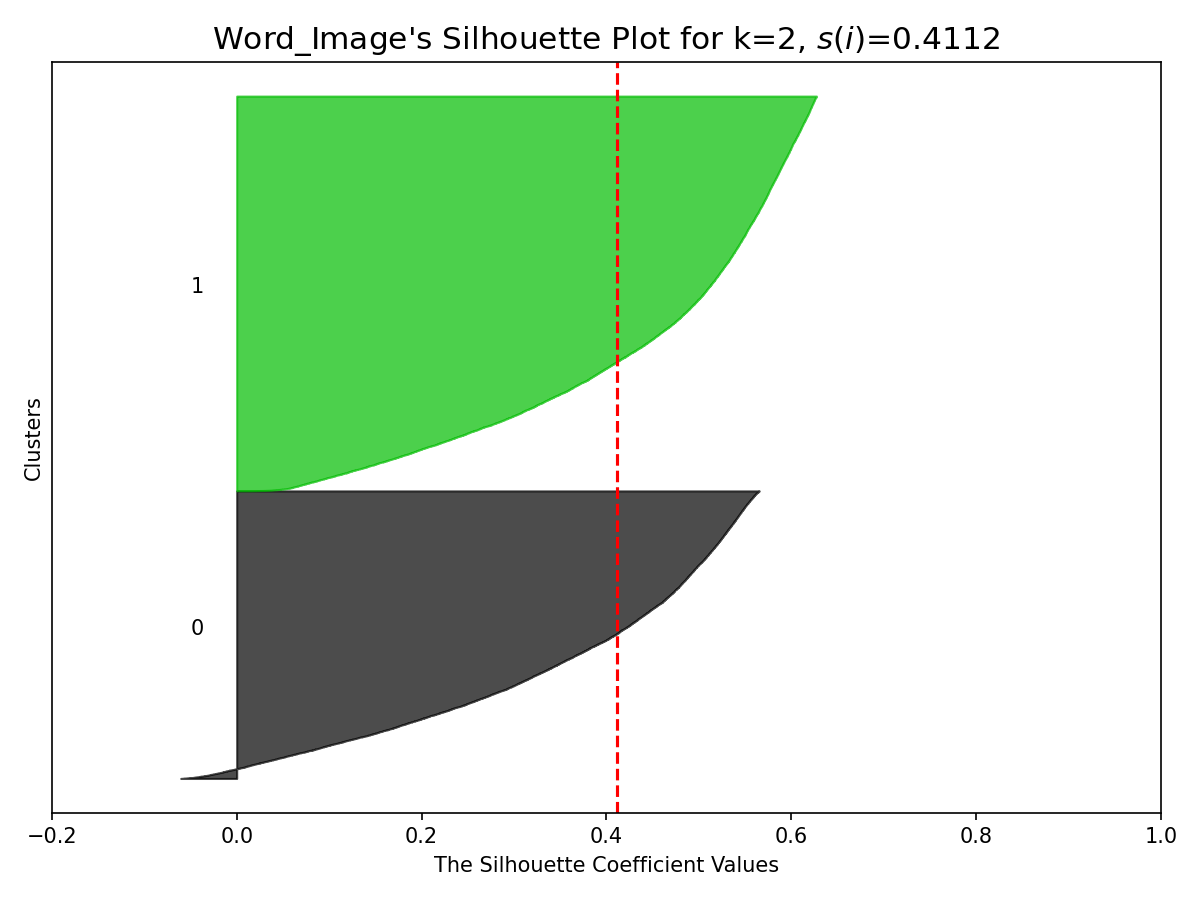 Word_Image's Silhouette Plot for k=2, s(i)=0.4112
1
0
Clusters
−0.2 0.0 0.2 0.4 0.6 0.8 1.0
The Silhouette Coefficient Values